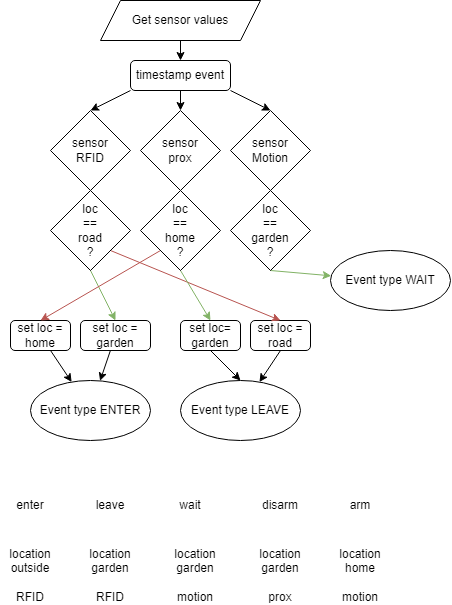 Get sensor values
timestamp event
sensor
RFID
sensor
prox
sensor
Motion
loc
==
road
?
loc
==
home
?
loc
==
garden
?
Event type WAIT
set loc =
home
set loc =
garden
set loc=
garden
set loc =
road
Event type ENTER
Event type LEAVE
enter leave wait disarm arm
location location location location location
outside garden garden garden home
RFID RFID motion prox motion